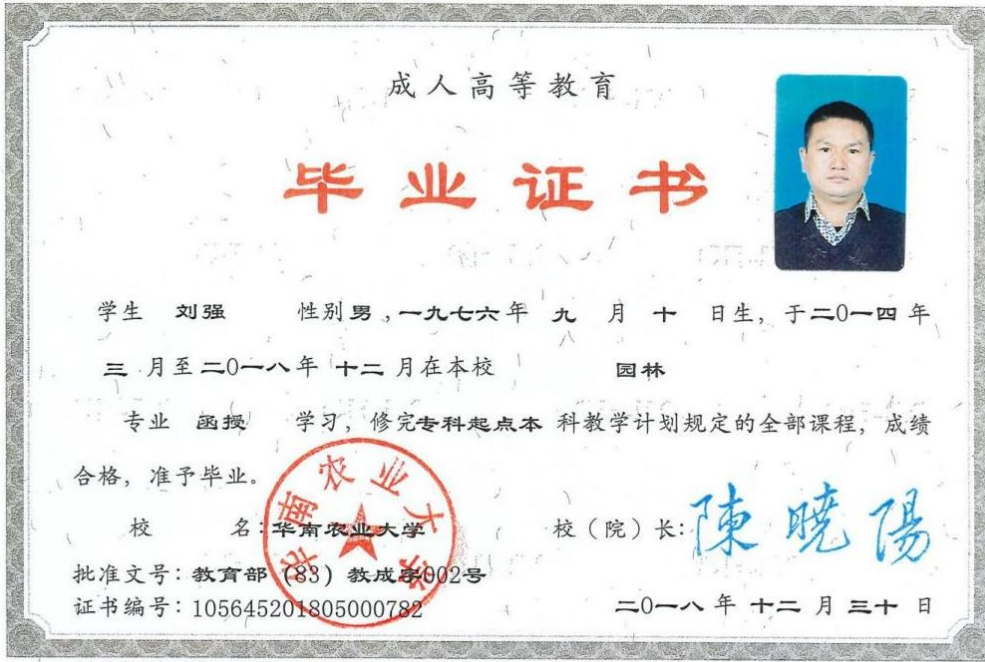 成人高等教育
毕业证书
学生 刘强 性别男,一九七六年 九 月 十 日生, 于二0一四年
三 月至二0一八年十二月在本校 园林
专业 函授 学习, 修完专科起点本 科教学计划规定的全部课程, 成绩
合格, 准予毕业。
校 名:华南农业大学 校(院)长:陳曉陽
华南农业大学
批准文号:教育部(83)教成字002号
证书编号:105645201805000782 二0一八年十二月三十日